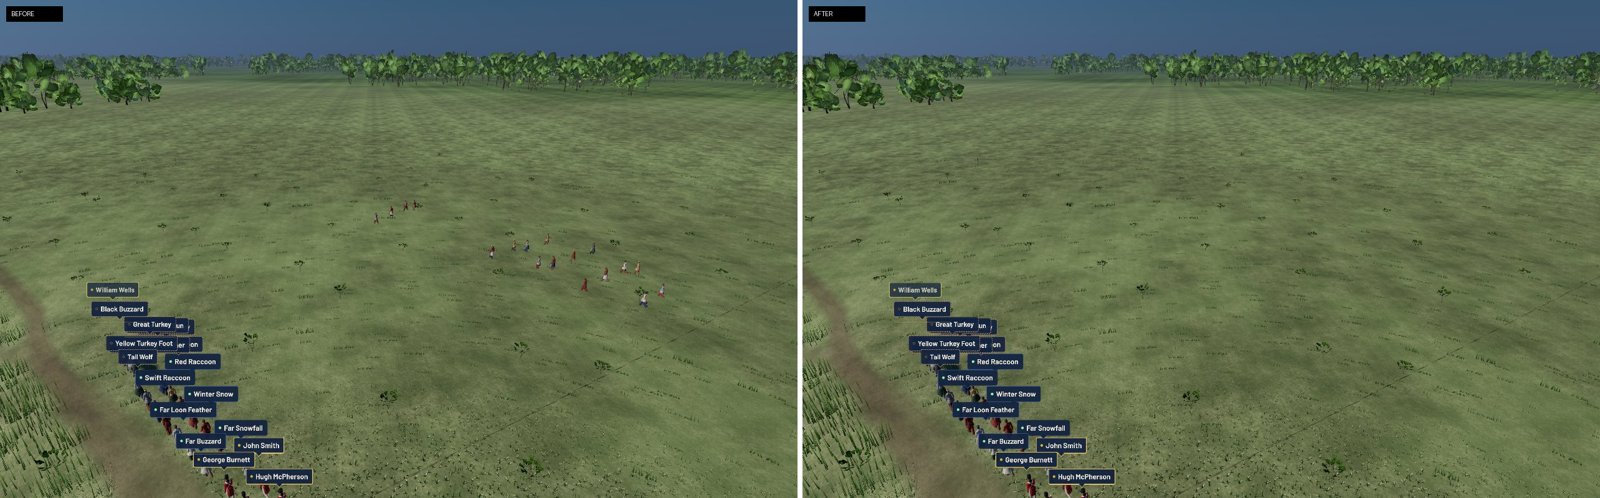 BEFORE
William Wells
Black Buzzard
Great Turkey
Yellow Turkey Foot
Tall Wolf
Red Raccoon
Swift Raccoon
Winter Snow
Far Loon Feather
Far Snowfall
Far Buzzard
John Smith
George Burnett
Hugh McPherson
AFTER
William Wells
Black Buzzard
Great Turkey
Yellow Turkey Foot
Tall Wolf
Red Raccoon
Swift Raccoon
Winter Snow
Far Loon Feather
Far Snowfall
Far Buzzard
John Smith
George Burnett
Hugh McPherson